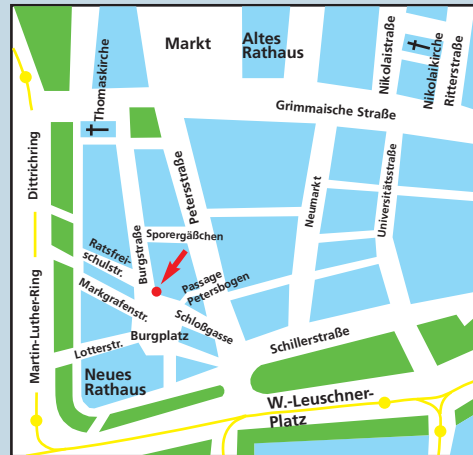 Markt
Altes
Rathaus
Thomaskirche
Nikolaistraße
Nikolaikirche
Ritterstraße
Grimmaische Straße
Dittrichring
Petersstraße
Universitätsstraße
Neumarkt
Burgstraße
Sporergäßchen
Ratsfrei-
schulstr.
Passage
Petersbogen
Markgrafenstr.
Martin-Luther-Ring
Schloßgasse
Burgplatz
Schillerstraße
Lotterstr.
Neues
Rathaus
W.-Leuschner-
Platz